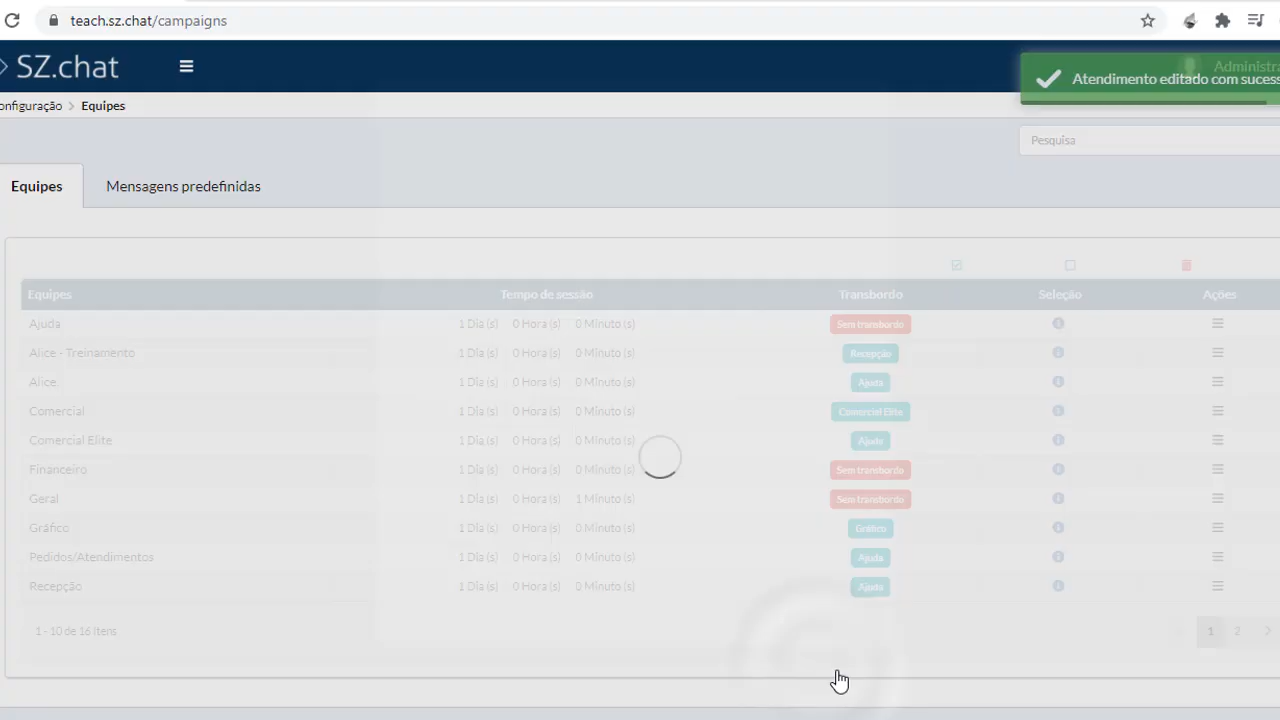 teach.sz.chat/campaigns
SZ.chat
Administra
Atendimento editado com sucess
onfiguração > Equipes
Pesquisa
Equipes
Mensagens predefinidas
Equipes Tempo de sessão Transbordo Seleção Ações
Ajuda 1 Dia (s) 0 Hora (s) 0 Minuto (s) Sem transbordo
Alice - Treinamento 1 Dia (s) 0 Hora (s) 0 Minuto (s) Recepção
Alice 1 Dia (s) 0 Hora (s) 0 Minuto (s) Ajuda
Comercial 1 Dia (s) 0 Hora (s) 0 Minuto (s) Comercial Elite
Comercial Elite 1 Dia (s) 0 Hora (s) 0 Minuto (s) Ajuda
Financeiro 1 Dia (s) 0 Hora (s) 0 Minuto (s) Sem transbordo
Geral 1 Dia (s) 0 Hora (s) 1 Minuto (s) Sem transbordo
Gráfico 1 Dia (s) 0 Hora (s) 0 Minuto (s) Gráfico
Pedidos/Atendimentos 1 Dia (s) 0 Hora (s) 0 Minuto (s) Ajuda
Recepção 1 Dia (s) 0 Hora (s) 0 Minuto (s) Ajuda
1 - 10 de 16 itens
1 2 >